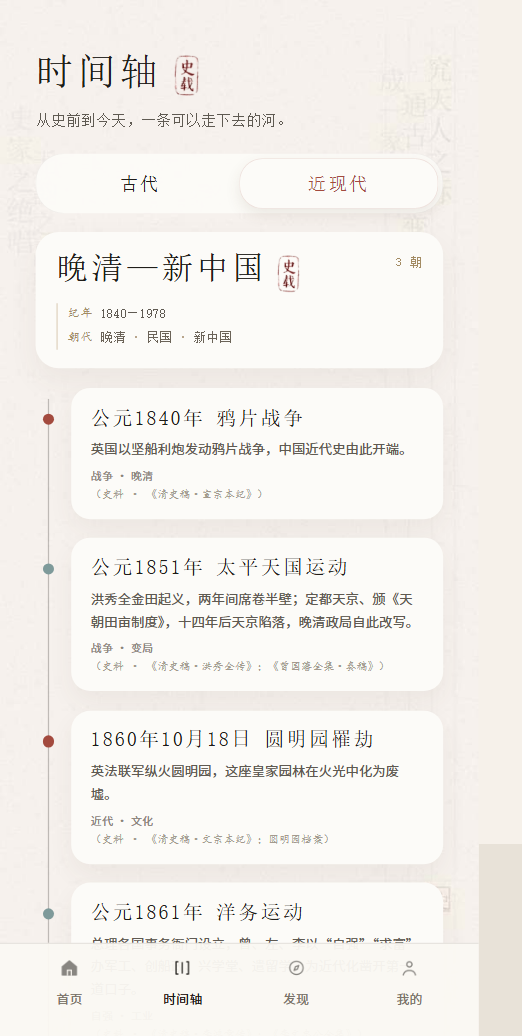 时间轴
史载
从史前到今天，一条可以走下去的河。
古代
近现代
晚清—新中国
史载
3 朝
纪年 1840—1978
朝代 晚清 · 民国 · 新中国
公元1840年 鸦片战争
英国以坚船利炮发动鸦片战争，中国近代史由此开端。
战争 · 晚清
（史料 · 《清史稿·宣宗本纪》）
公元1851年 太平天国运动
洪秀全金田起义，两年间席卷半壁；定都天京、颁《天
朝田亩制度》，十四年后天京陷落，晚清政局自此改写。
战争 · 变局
（史料 · 《清史稿·洪秀全传》；《曾国藩全集·奏稿》）
1860年10月18日 圆明园罹劫
英法联军纵火圆明园，这座皇家园林在火光中化为废
墟。
近代 · 文化
（史料 · 《清史稿·文宗本纪》；圆明园档案）
公元1861年 洋务运动
首页
时间轴
发现
我的